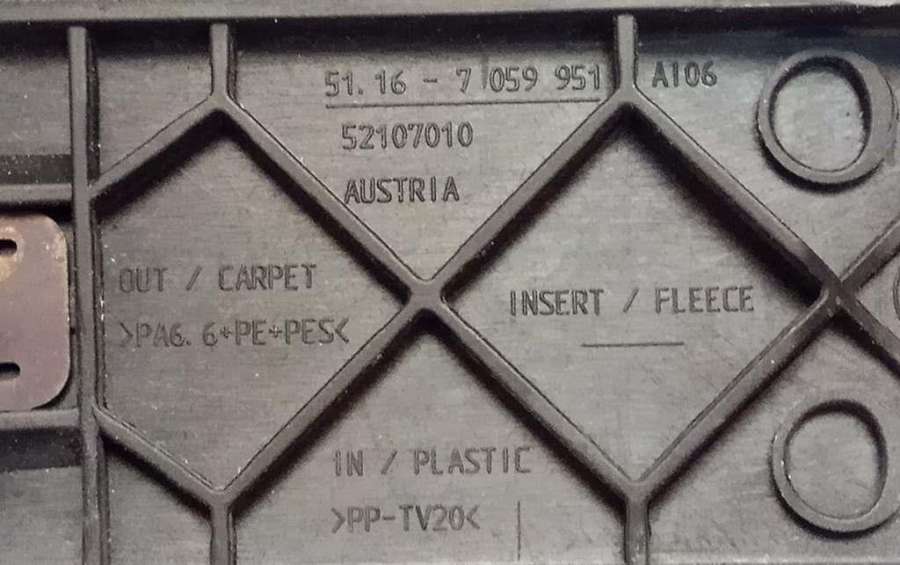 51.16 - 7 059 951 A106
52107010
AUSTRIA
OUT / CARPET
>PA6.6+PE+PES<
INSERT / FLEECE
IN / PLASTIC
>PP-TV20<